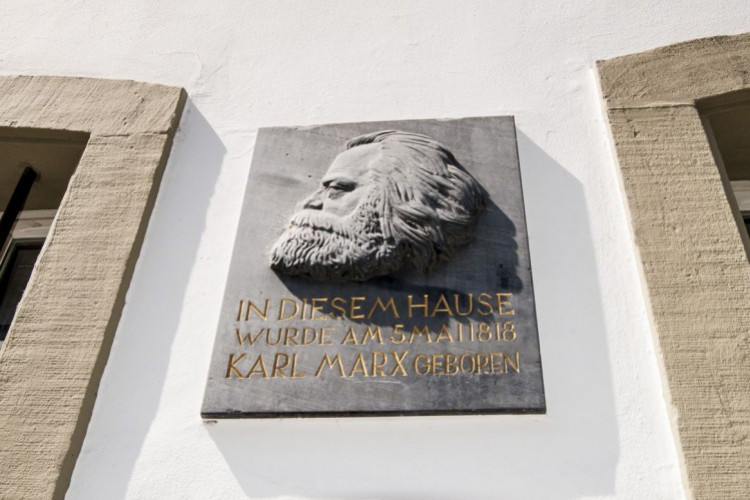 IN DIESEM HAUSE
WURDE AM 5.MAI 1818
KARL MARX GEBOREN